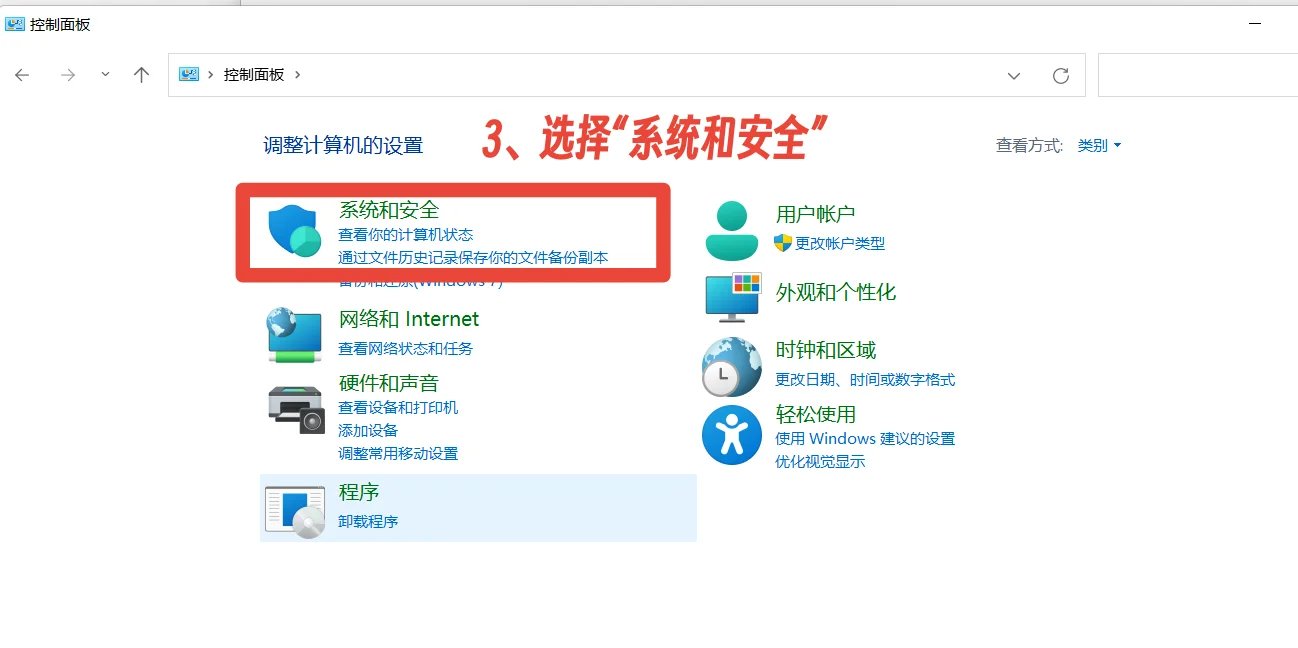 控制面板
控制面板
3、选择“系统和安全”
调整计算机的设置
查看方式: 类别
系统和安全
查看你的计算机状态
通过文件历史记录保存你的文件备份副本
备份和还原(Windows 7)
网络和 Internet
查看网络状态和任务
硬件和声音
查看设备和打印机
添加设备
调整常用移动设置
程序
卸载程序
用户帐户
更改帐户类型
外观和个性化
时钟和区域
更改日期、时间或数字格式
轻松使用
使用 Windows 建议的设置
优化视觉显示